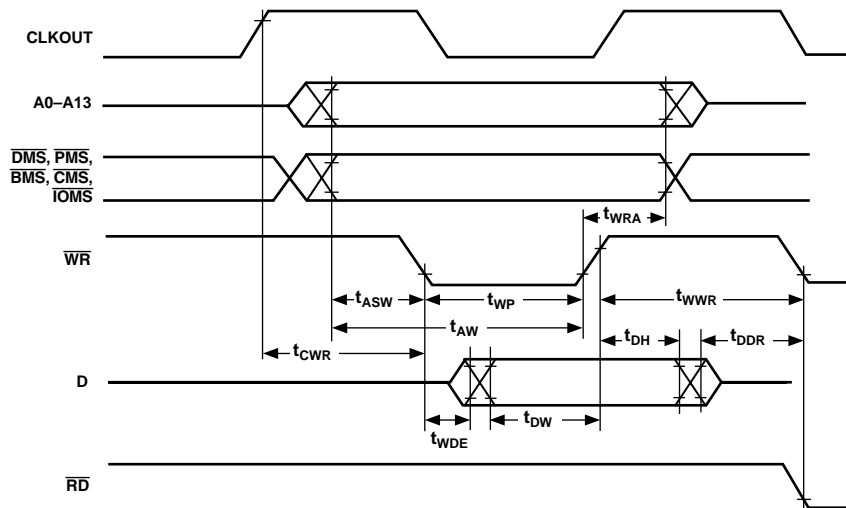 CLKOUT
A0–A13
DMS, PMS,
BMS, CMS,
IOMS
tWRA
WR
tASW
tWP
tWWR
tAW
tCWR
tDH
tDDR
D
tWDE
tDW
RD